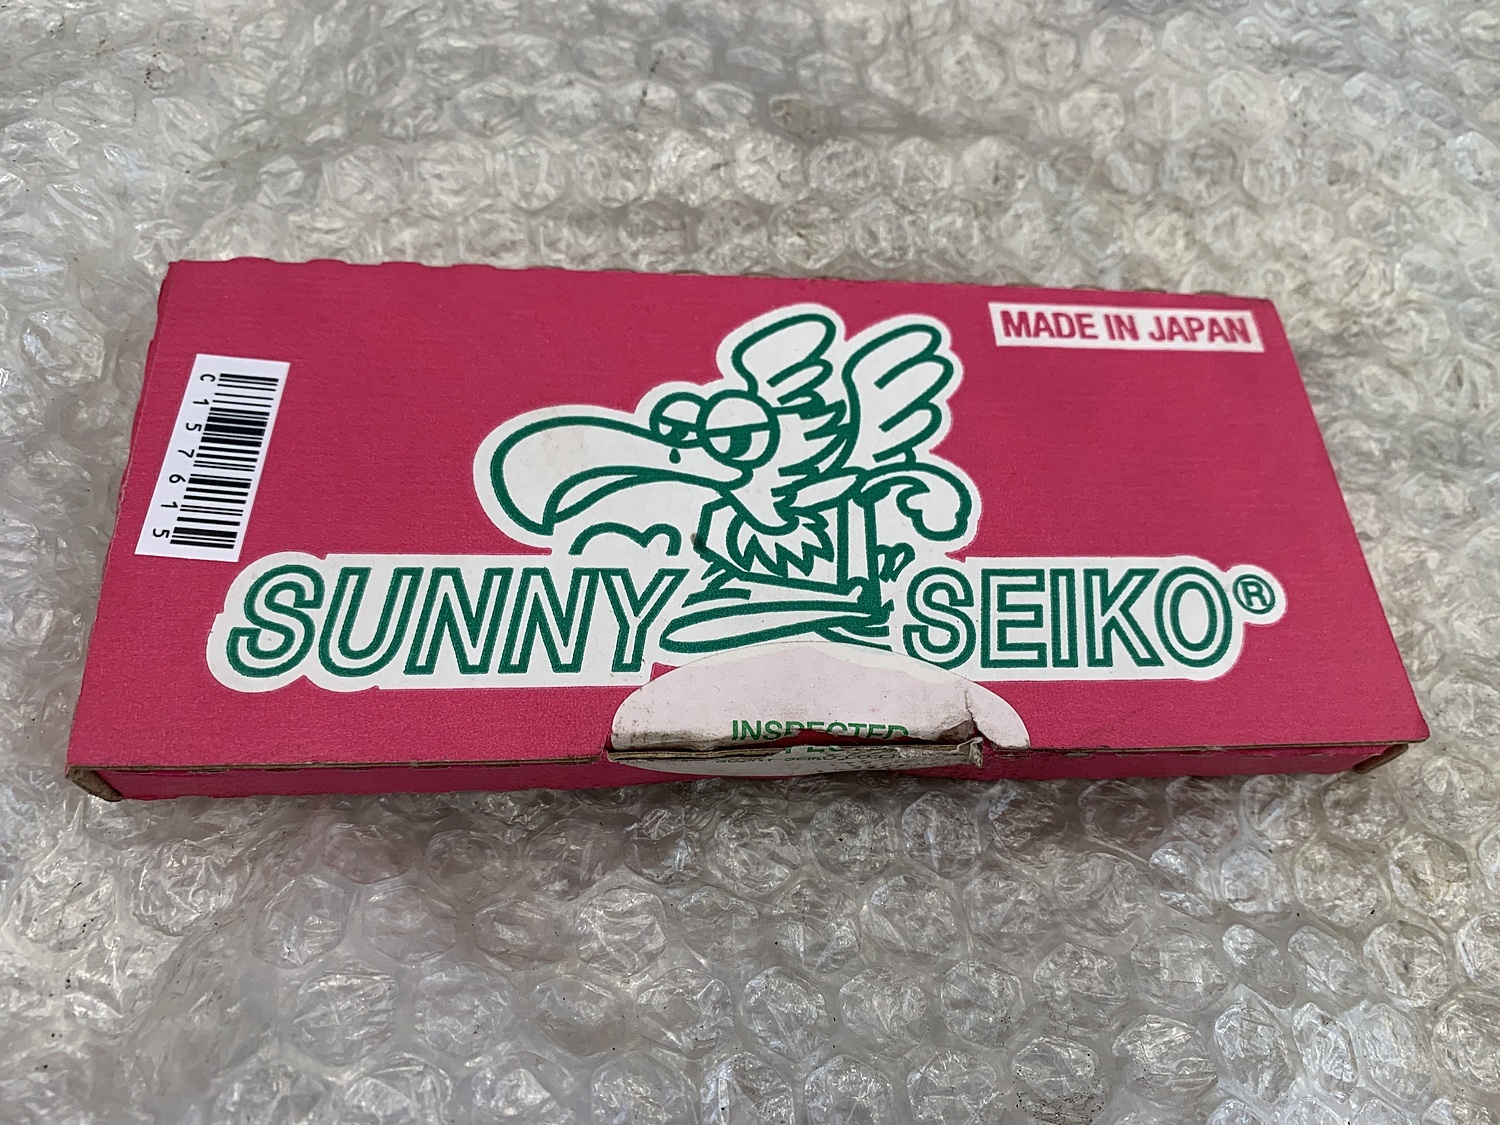 MADE IN JAPAN
C157615
SUNNY SEIKO®
INSPECTED